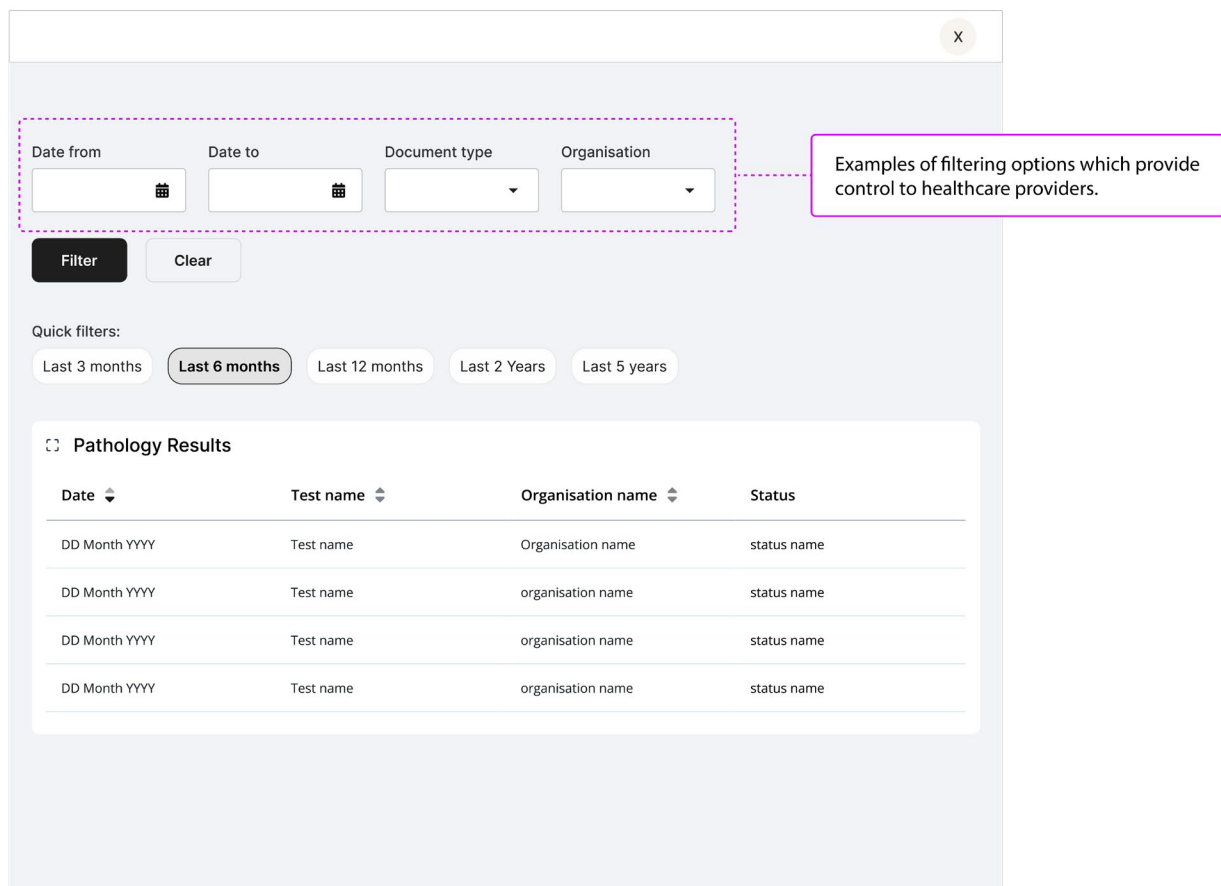 X
Date from Date to Document type Organisation
Examples of filtering options which provide
control to healthcare providers.
Filter Clear
Quick filters:
Last 3 months Last 6 months Last 12 months Last 2 Years Last 5 years
Pathology Results
Date Test name Organisation name Status
DD Month YYYY Test name Organisation name status name
DD Month YYYY Test name organisation name status name
DD Month YYYY Test name organisation name status name
DD Month YYYY Test name organisation name status name